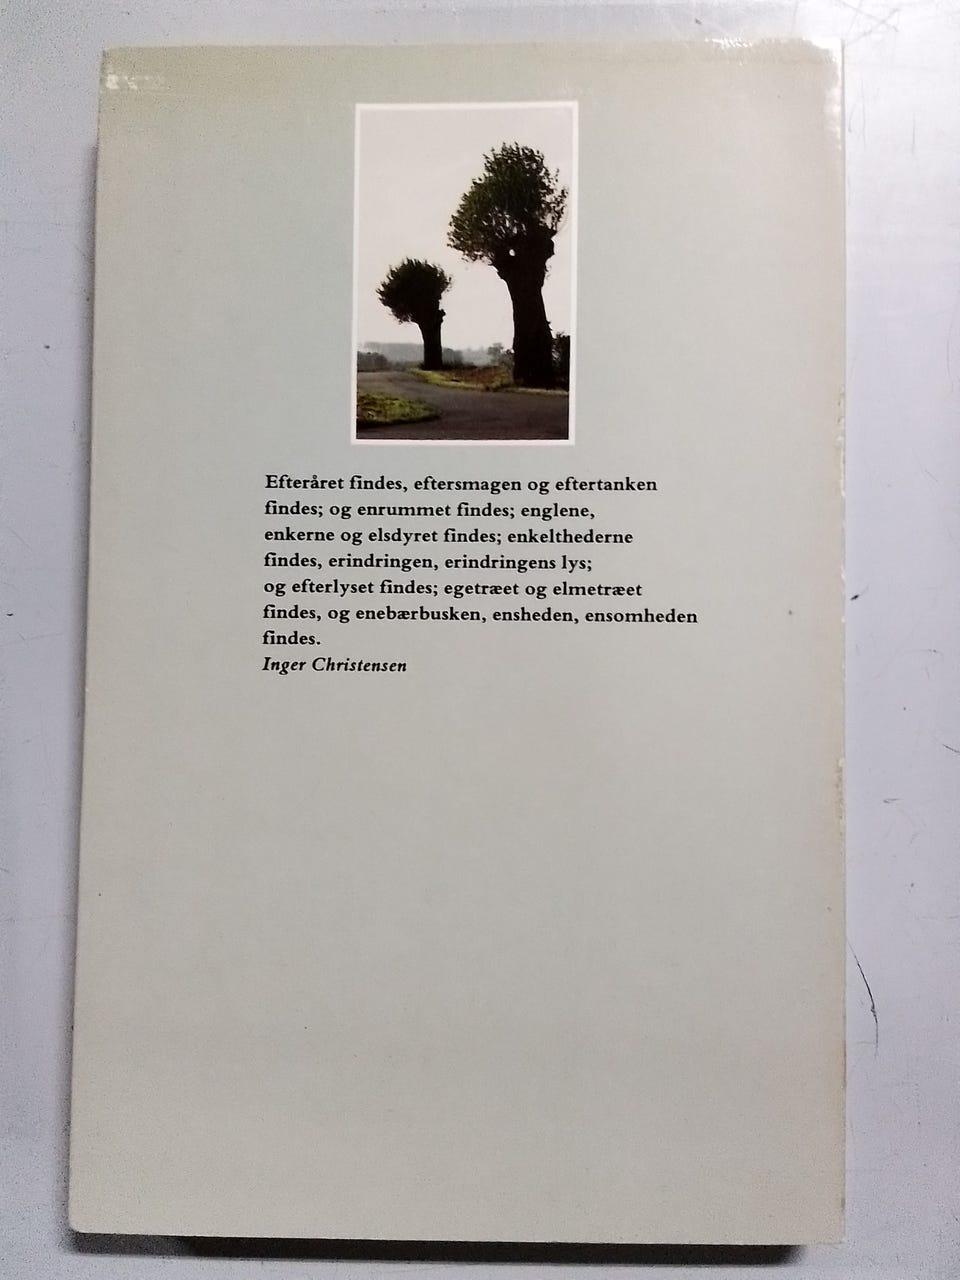 Efteråret findes, eftersmagen og eftertanken
findes; og enrummet findes; englene,
enkerne og elsdyret findes; enkelthederne
findes, erindringen, erindringens lys;
og efterlyset findes; egetræet og elmetræet
findes, og enebærbusken, ensheden, ensomheden
findes.
Inger Christensen